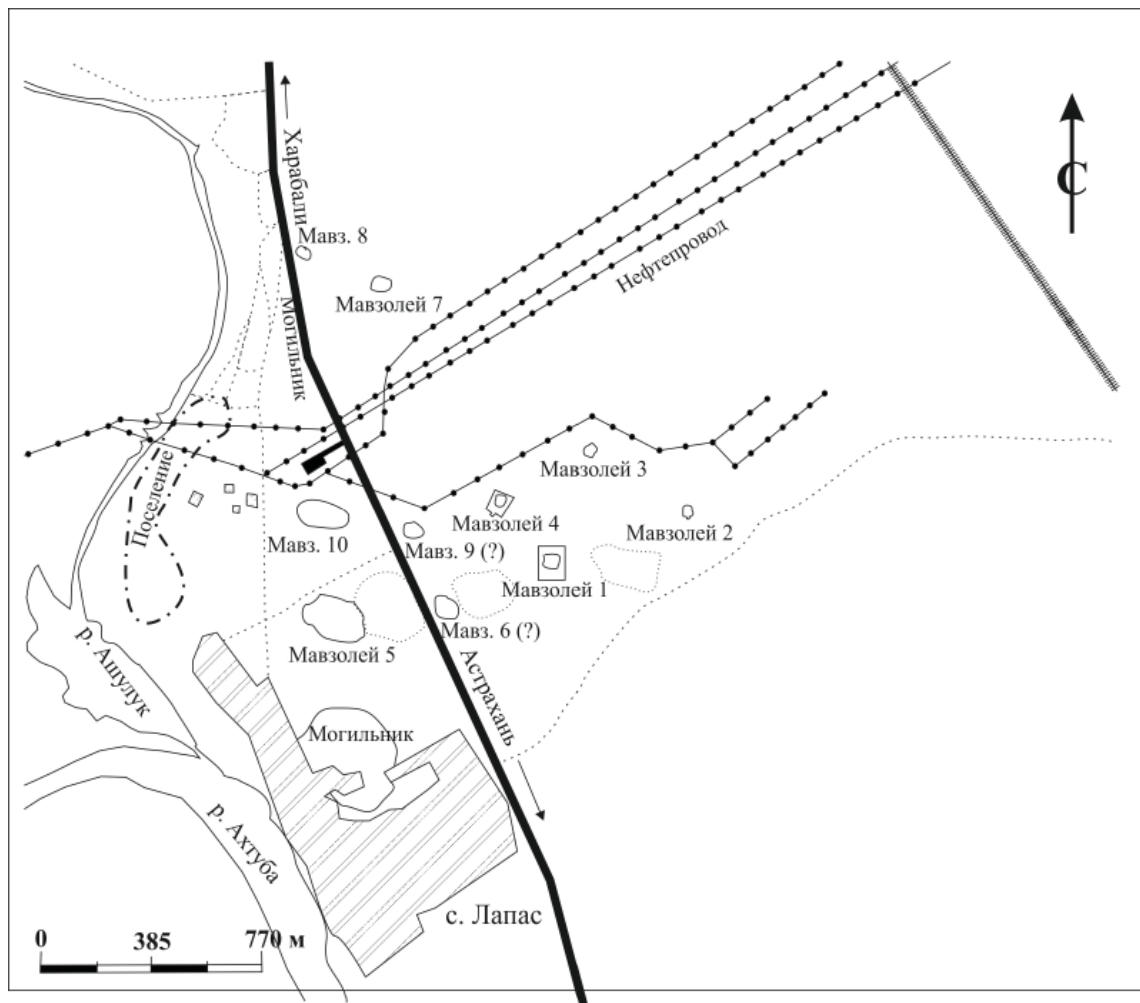 С
Харабали
Мавз. 8
Мавзолей 7
Нефтепровод
Могильник
Мавзолей 3
Поселение
Мавзолей 4
Мавзолей 2
Мавз. 10
Мавз. 9 (?)
Мавзолей 1
Мавз. 6 (?)
Мавзолей 5
р. Ашулук
Астрахань
Могильник
р. Ахтуба
с. Лапас
0 385 770 м